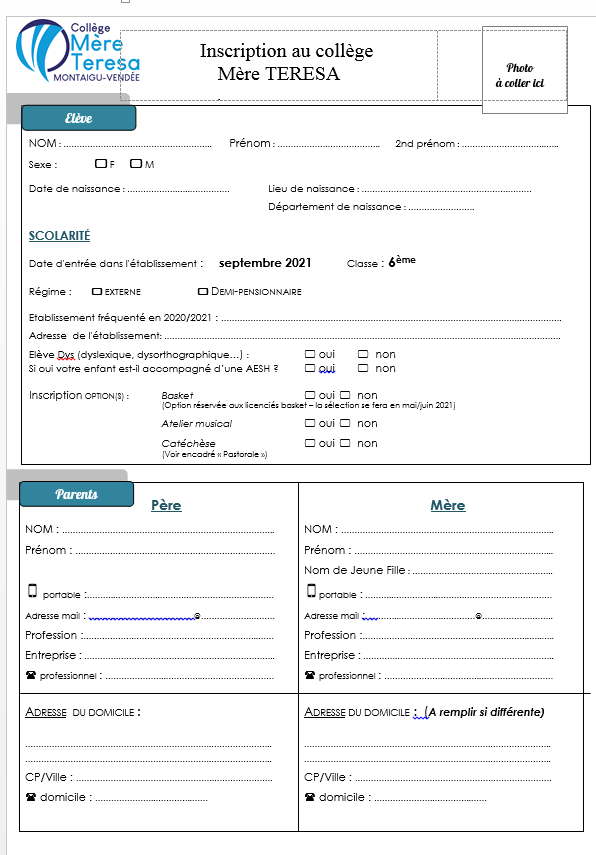 Collège
Mère
Teresa
MONTAIGU-VENDÉE
Inscription au collège
Mère TERESA
Photo
à coller ici
Elève
NOM : ................................................ Prénom : .................................. 2nd prénom : ................................
Sexe : F M
Date de naissance : .................................. Lieu de naissance : ........................................................
Département de naissance : ......................
SCOLARITÉ
Date d'entrée dans l'établissement : septembre 2021 Classe : 6ème
Régime : EXTERNE DEMI-PENSIONNAIRE
Etablissement fréquenté en 2020/2021 : ................................................................................
Adresse de l'établissement: ................................................................................
Elève Dys (dyslexique, dysorthographique…) : oui non
Si oui votre enfant est-il accompagné d'une AESH ? oui non
Inscription OPTION(S) : Basket oui non
(Option réservée aux licenciés basket – la sélection se fera en mai/juin 2021)
Atelier musical oui non
Catéchèse oui non
(Voir encadré « Pastorale »)
Parents
Père
NOM : ................................................
Prénom : ................................................
portable :................................................
Adresse mail : ................................@........................
Profession :................................................
Entreprise : ................................................
☎ professionnel : ................................................
ADRESSE DU DOMICILE :
................................................................
................................................................
CP/Ville : ................................................
☎ domicile : ................................
Mère
NOM : ................................................
Prénom : ................................................
Nom de Jeune Fille : ................................................
portable : ................................................
Adresse mail : ................................@........................
Profession :................................................
Entreprise : ................................................
☎ professionnel : ................................................
ADRESSE DU DOMICILE : (A remplir si différente)
................................................................
................................................................
CP/Ville : ................................................
☎ domicile : ................................